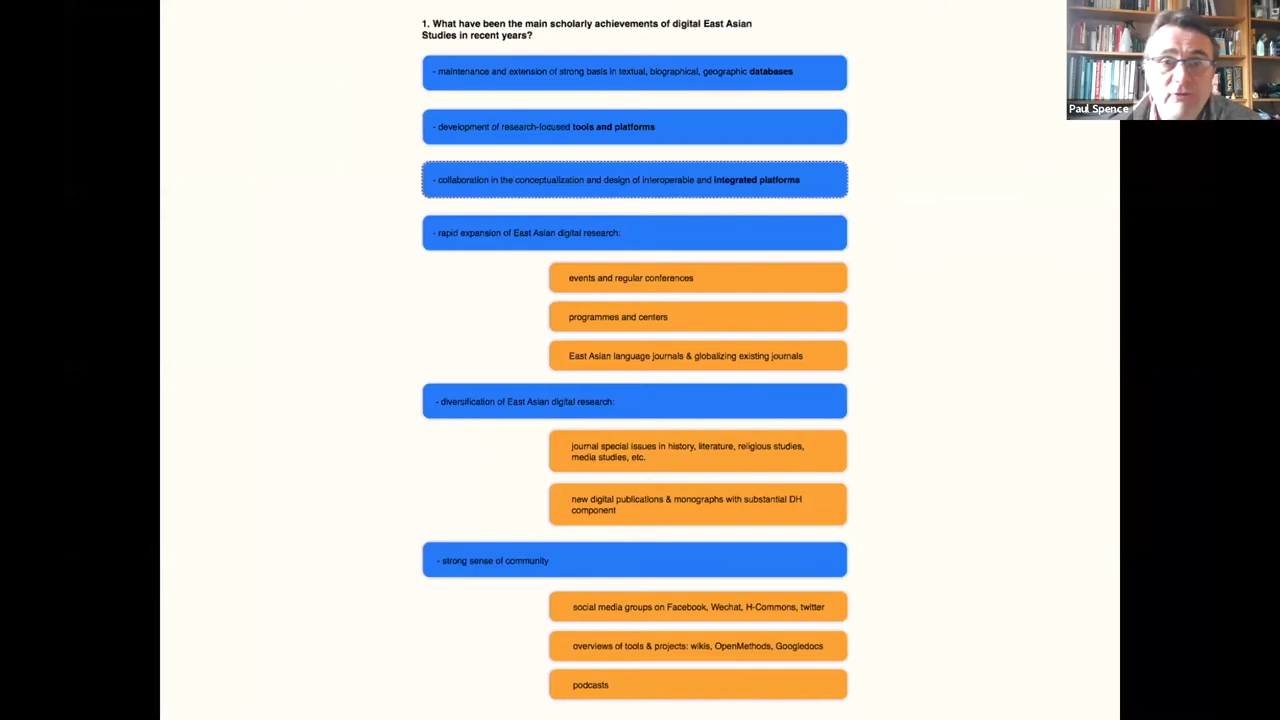 1. What have been the main scholarly achievements of digital East Asian
Studies in recent years?
- maintenance and extension of strong basis in textual, biographical, geographic databases
- development of research-focused tools and platforms
- collaboration in the conceptualization and design of interoperable and integrated platforms
- rapid expansion of East Asian digital research:
events and regular conferences
programmes and centers
East Asian language journals & globalizing existing journals
- diversification of East Asian digital research:
journal special issues in history, literature, religious studies,
media studies, etc.
new digital publications & monographs with substantial DH
component
- strong sense of community
social media groups on Facebook, Wechat, H-Commons, twitter
overviews of tools & projects: wikis, OpenMethods, Googledocs
podcasts
Paul Spence